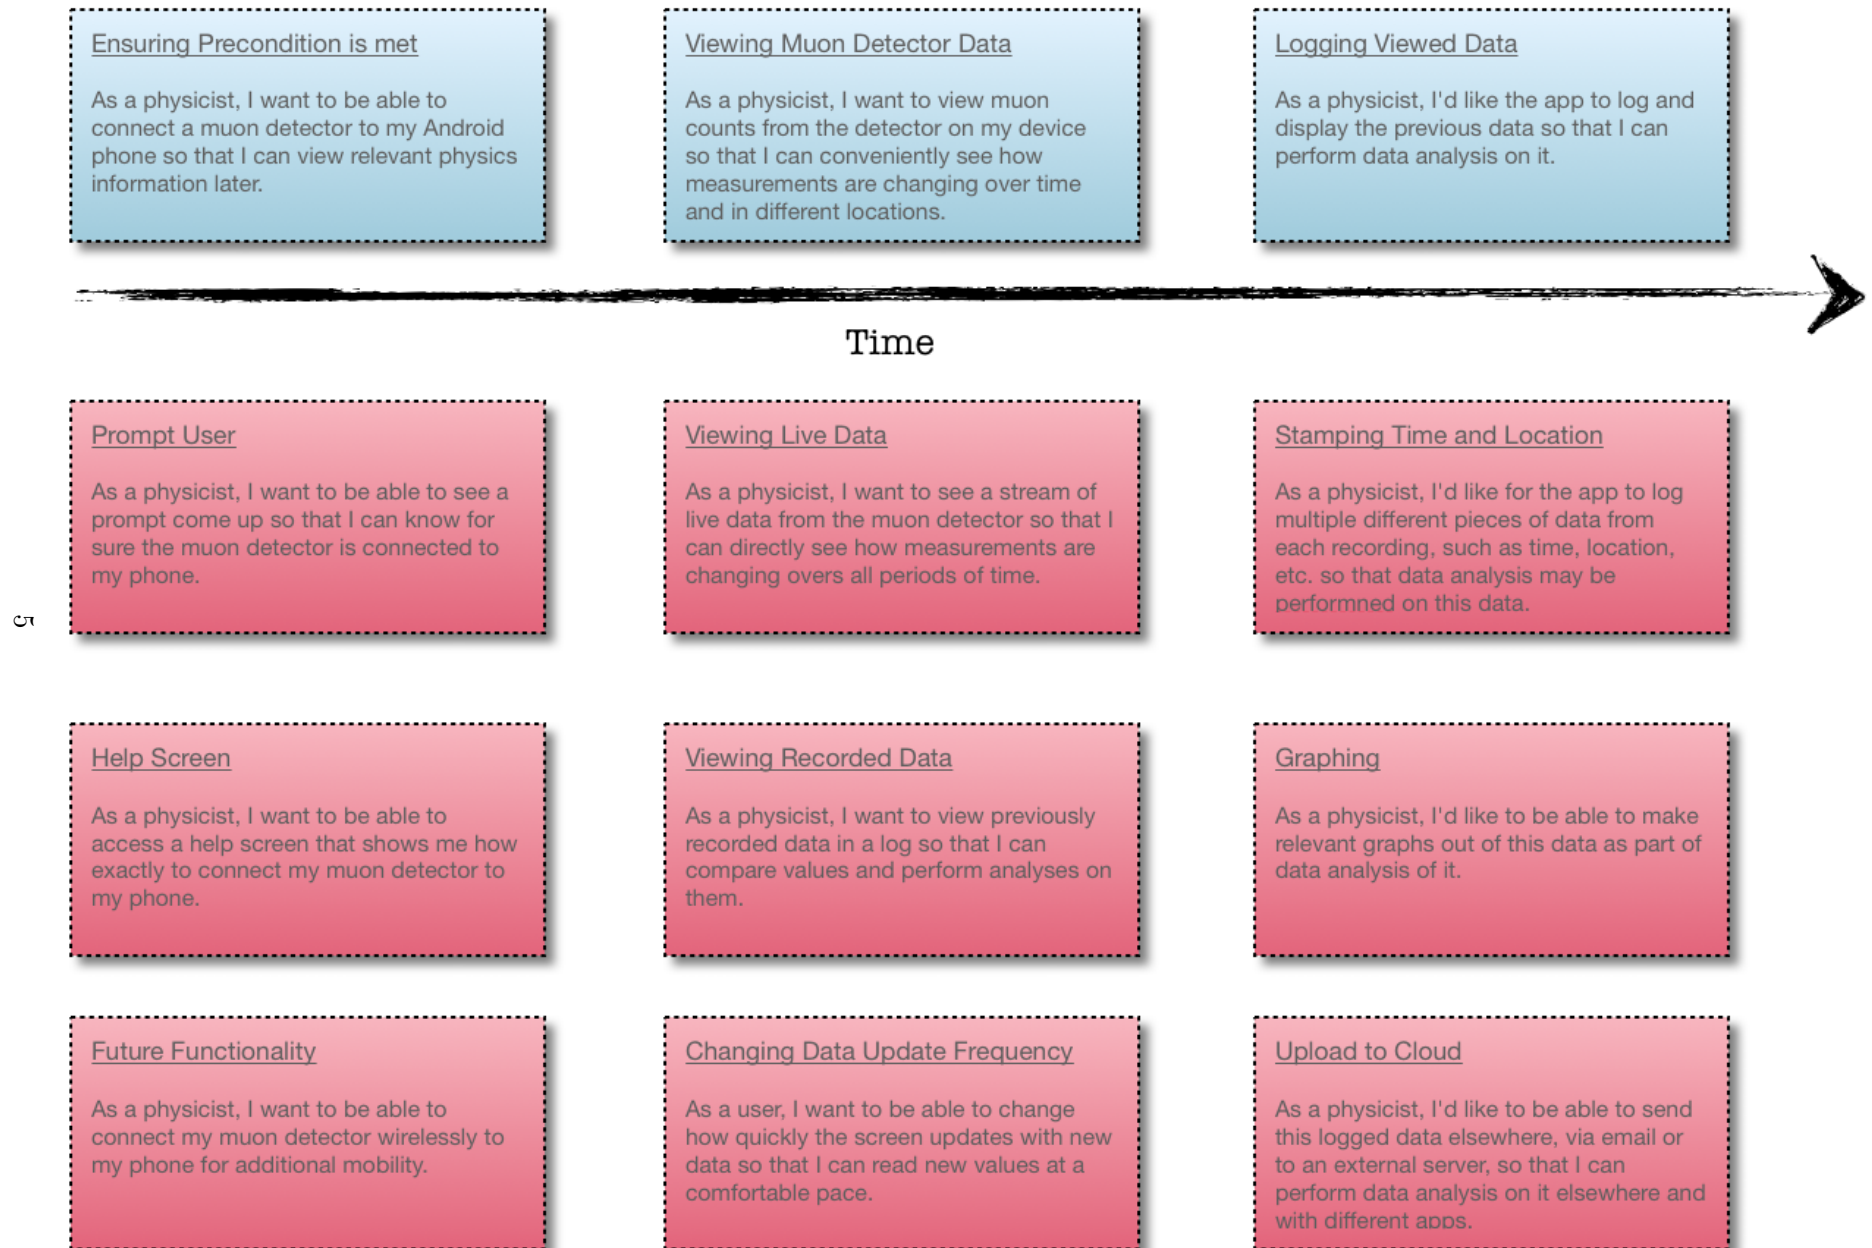 Ensuring Precondition is met
As a physicist, I want to be able to
connect a muon detector to my Android
phone so that I can view relevant physics
information later.
Viewing Muon Detector Data
As a physicist, I want to view muon
counts from the detector on my device
so that I can conveniently see how
measurements are changing over time
and in different locations.
Logging Viewed Data
As a physicist, I'd like the app to log and
display the previous data so that I can
perform data analysis on it.
Time
Prompt User
As a physicist, I want to be able to see a
prompt come up so that I can know for
sure the muon detector is connected to
my phone.
Viewing Live Data
As a physicist, I want to see a stream of
live data from the muon detector so that I
can directly see how measurements are
changing overs all periods of time.
Stamping Time and Location
As a physicist, I'd like for the app to log
multiple different pieces of data from
each recording, such as time, location,
etc. so that data analysis may be
performned on this data.
5
Help Screen
As a physicist, I want to be able to
access a help screen that shows me how
exactly to connect my muon detector to
my phone.
Viewing Recorded Data
As a physicist, I want to view previously
recorded data in a log so that I can
compare values and perform analyses on
them.
Graphing
As a physicist, I'd like to be able to make
relevant graphs out of this data as part of
data analysis of it.
Future Functionality
As a physicist, I want to be able to
connect my muon detector wirelessly to
my phone for additional mobility.
Changing Data Update Frequency
As a user, I want to be able to change
how quickly the screen updates with new
data so that I can read new values at a
comfortable pace.
Upload to Cloud
As a physicist, I'd like to be able to send
this logged data elsewhere, via email or
to an external server, so that I can
perform data analysis on it elsewhere and
with different apps.